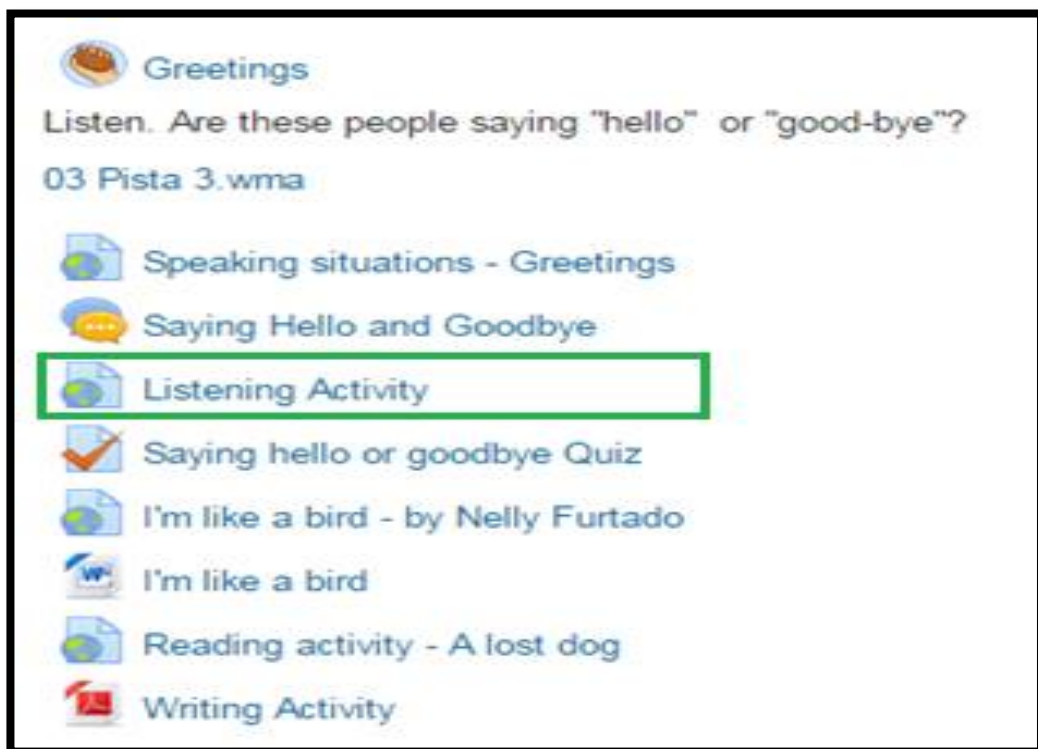 Greetings
Listen. Are these people saying "hello" or "good-bye"?
03 Pista 3.wma
Speaking situations - Greetings
Saying Hello and Goodbye
Listening Activity
Saying hello or goodbye Quiz
I'm like a bird - by Nelly Furtado
I'm like a bird
Reading activity - A lost dog
Writing Activity